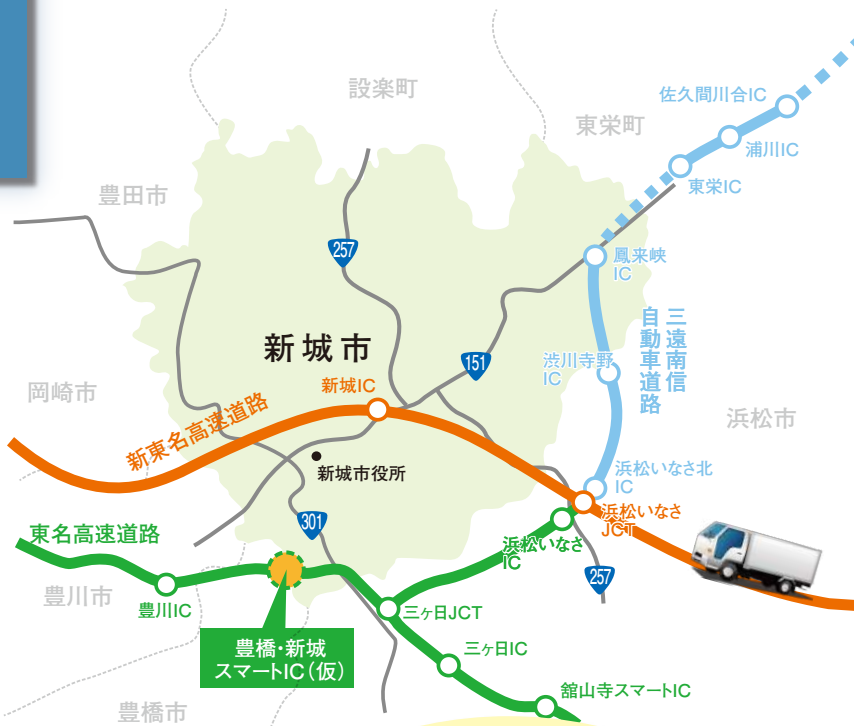 設楽町
佐久間川合IC
東栄町
浦川IC
東栄IC
豊田市
257
鳳来峡
IC
三遠南信
自動車道路
新城市
151
渋川寺野
IC
新城IC
岡崎市
新東名高速道路
浜松市
新城市役所
浜松いなさ北
IC
浜松いなさ
JCT
301
東名高速道路
浜松いなさ
IC
257
豊川市
豊川IC
三ヶ日JCT
豊橋・新城
スマートIC（仮）
三ヶ日IC
舘山寺スマートIC
豊橋市